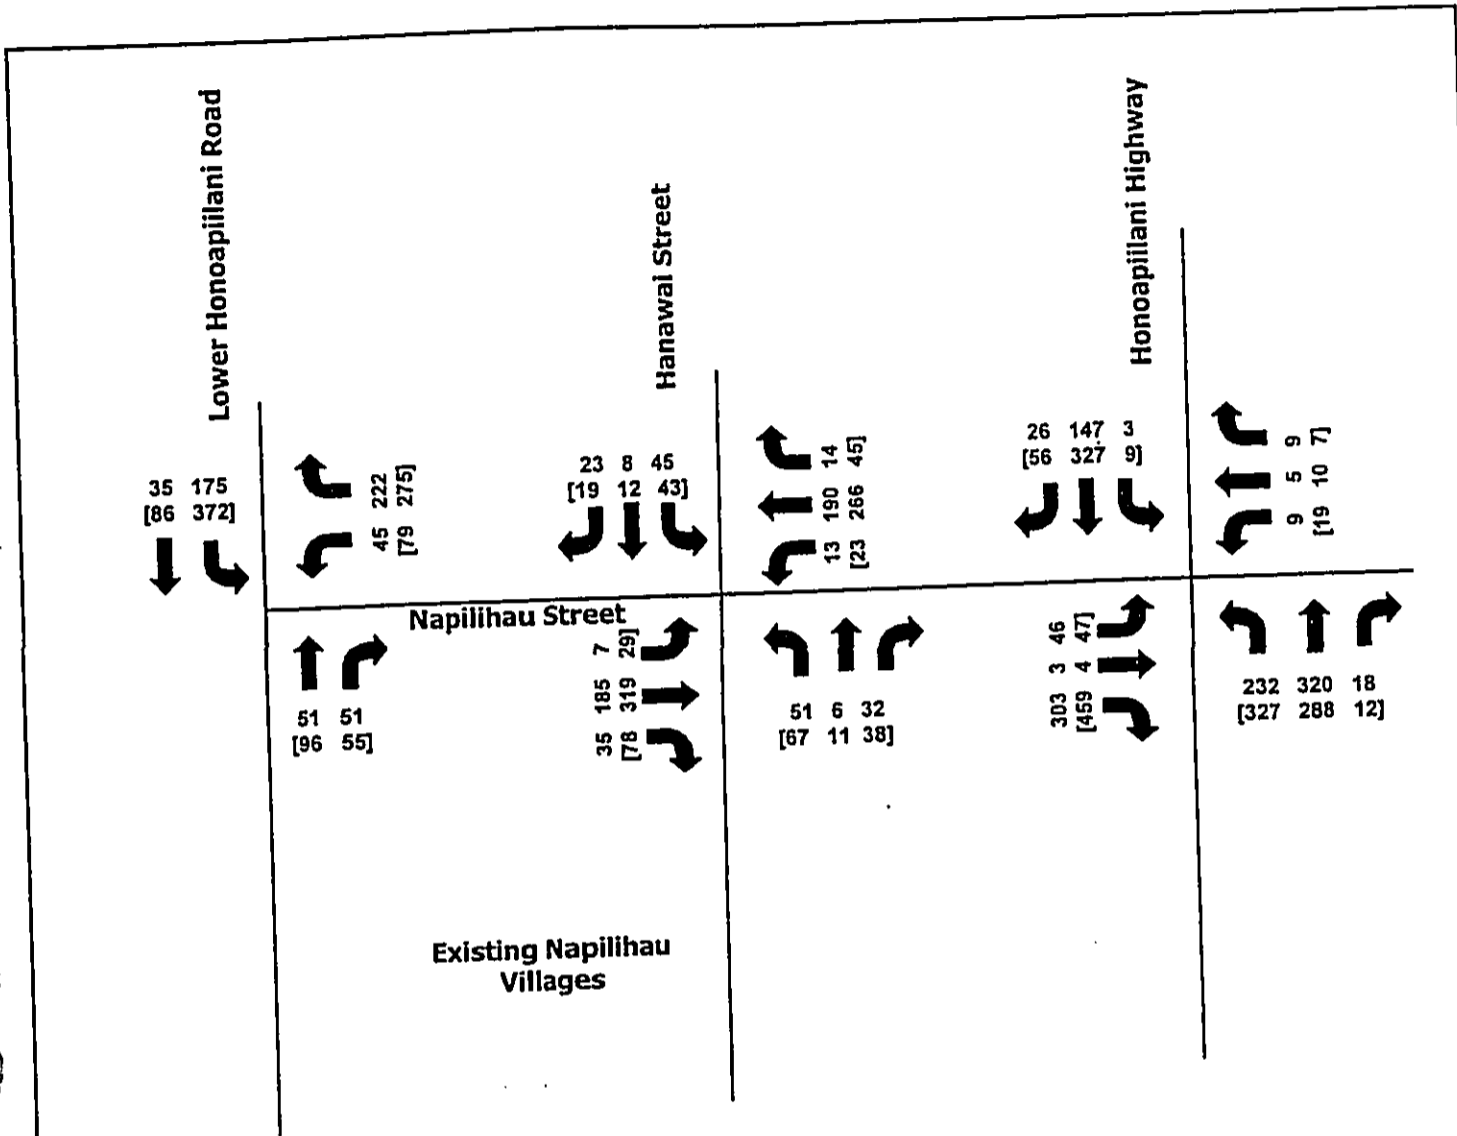 Lower Honoapiilani Road
Hanawai Street
Honoapiilani Highway
35 175
[86 372]
222
275]
45
[79
23 8 45
[19 12 43]
14
45]
190
266
13
[23
26 147 3
[56 327 9]
9
7]
5
10
9
[19
Napilihau Street
51 51
[96 55]
7
29]
185
319
35
[78
51 6 32
[67 11 38]
46
47]
3
4
303
[459
232 320 18
[327 288 12]
Existing Napilihau
Villages